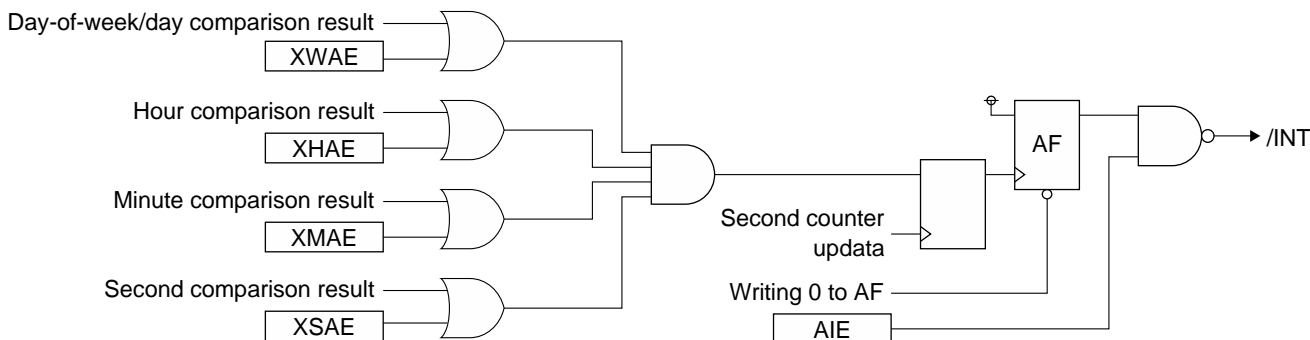 Day-of-week/day comparison result
XWAE
Hour comparison result
XHAE
Minute comparison result
XMAE
Second comparison result
XSAE
Second counter
updata
Writing 0 to AF
AIE
AF
/INT